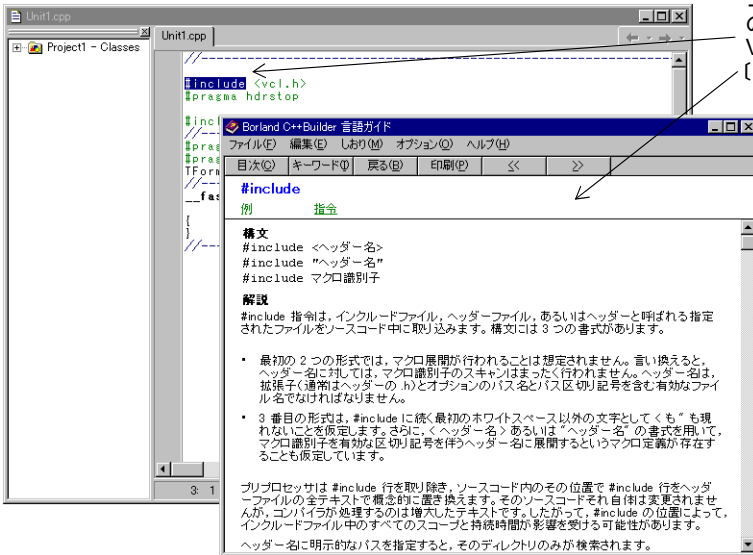 Unit1.cpp
Project1 - Classes
Unit1.cpp
//
#include <vcl.h>
#pragma hdrstop
#incl
//--
#prag
#prag
TForm
//--
__fas
{
}
//--
3: 1
Borland C++Builder 言語ガイド
ファイル(F) 編集(E) しおり(M) オプション(O) ヘルプ(H)
目次(C) キーワード(I) 戻る(B) 印刷(P) << >>
#include
例 指令
構文
#include <ヘッダー名>
#include "ヘッダー名"
#include マクロ識別子
解説
#include 指令は，インクルードファイル，ヘッダーファイル，あるいはヘッダーと呼ばれる指定
されたファイルをソースコード中に取り込みます。構文には 3 つの書式があります。
・ 最初の 2 つの形式では，マクロ展開が行われることは想定されません。言い換えると，
ヘッダー名に対しては，マクロ識別子のスキャンはまったく行われません。ヘッダー名は，
拡張子（通常はヘッダーの .h）とオプションのパス名とパス区切り記号を含む有効なファイ
ル名でなければばなりません。
・ 3 番目の形式は，#include に続く最初のホワイトスペース以外の文字として < も " も現
れないことを仮定します。さらに，< ヘッダー名 > あるいは "ヘッダー名" の書式を用いて，
マクロ識別子を有効な区切り記号を伴うヘッダー名に展開するというマクロ定義が存在す
ることも仮定しています。
プリプロセッサは #include 行を取り除き，ソースコード内のその位置で #include 行をヘッダ
ーファイルの全テキストで概念的に置き換えます。そのソースコードそれ自体は変更されませ
んが，コンパイラが処理するのは増大したテキストです。したがって，#include の位置によって，
インクルードファイル中のすべてのスコープと持続時間が影響を受ける可能性があります。
ヘッダー名に明示的なパスを指定すると，そのディレクトリのみが検索されます。